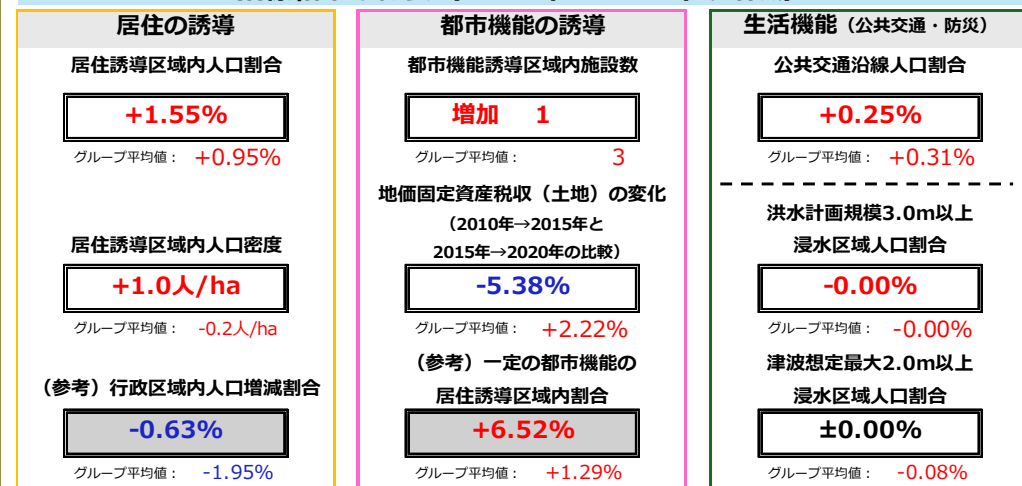 居住の誘導
居住誘導区域内人口割合
+1.55%
グループ平均値： +0.95%
居住誘導区域内人口密度
+1.0人/ha
グループ平均値： -0.2人/ha
（参考）行政区域内人口増減割合
-0.63%
グループ平均値： -1.95%
都市機能の誘導
都市機能誘導区域内施設数
増加 1
グループ平均値： 3
地価固定資産税収（土地）の変化
（2010年→2015年と
2015年→2020年の比較）
-5.38%
グループ平均値： +2.22%
（参考）一定の都市機能の
居住誘導区域内割合
+6.52%
グループ平均値： +1.29%
生活機能（公共交通・防災）
公共交通沿線人口割合
+0.25%
グループ平均値： +0.31%
洪水計画規模3.0m以上
浸水区域人口割合
-0.00%
グループ平均値： -0.00%
津波想定最大2.0m以上
浸水区域人口割合
±0.00%
グループ平均値： -0.08%